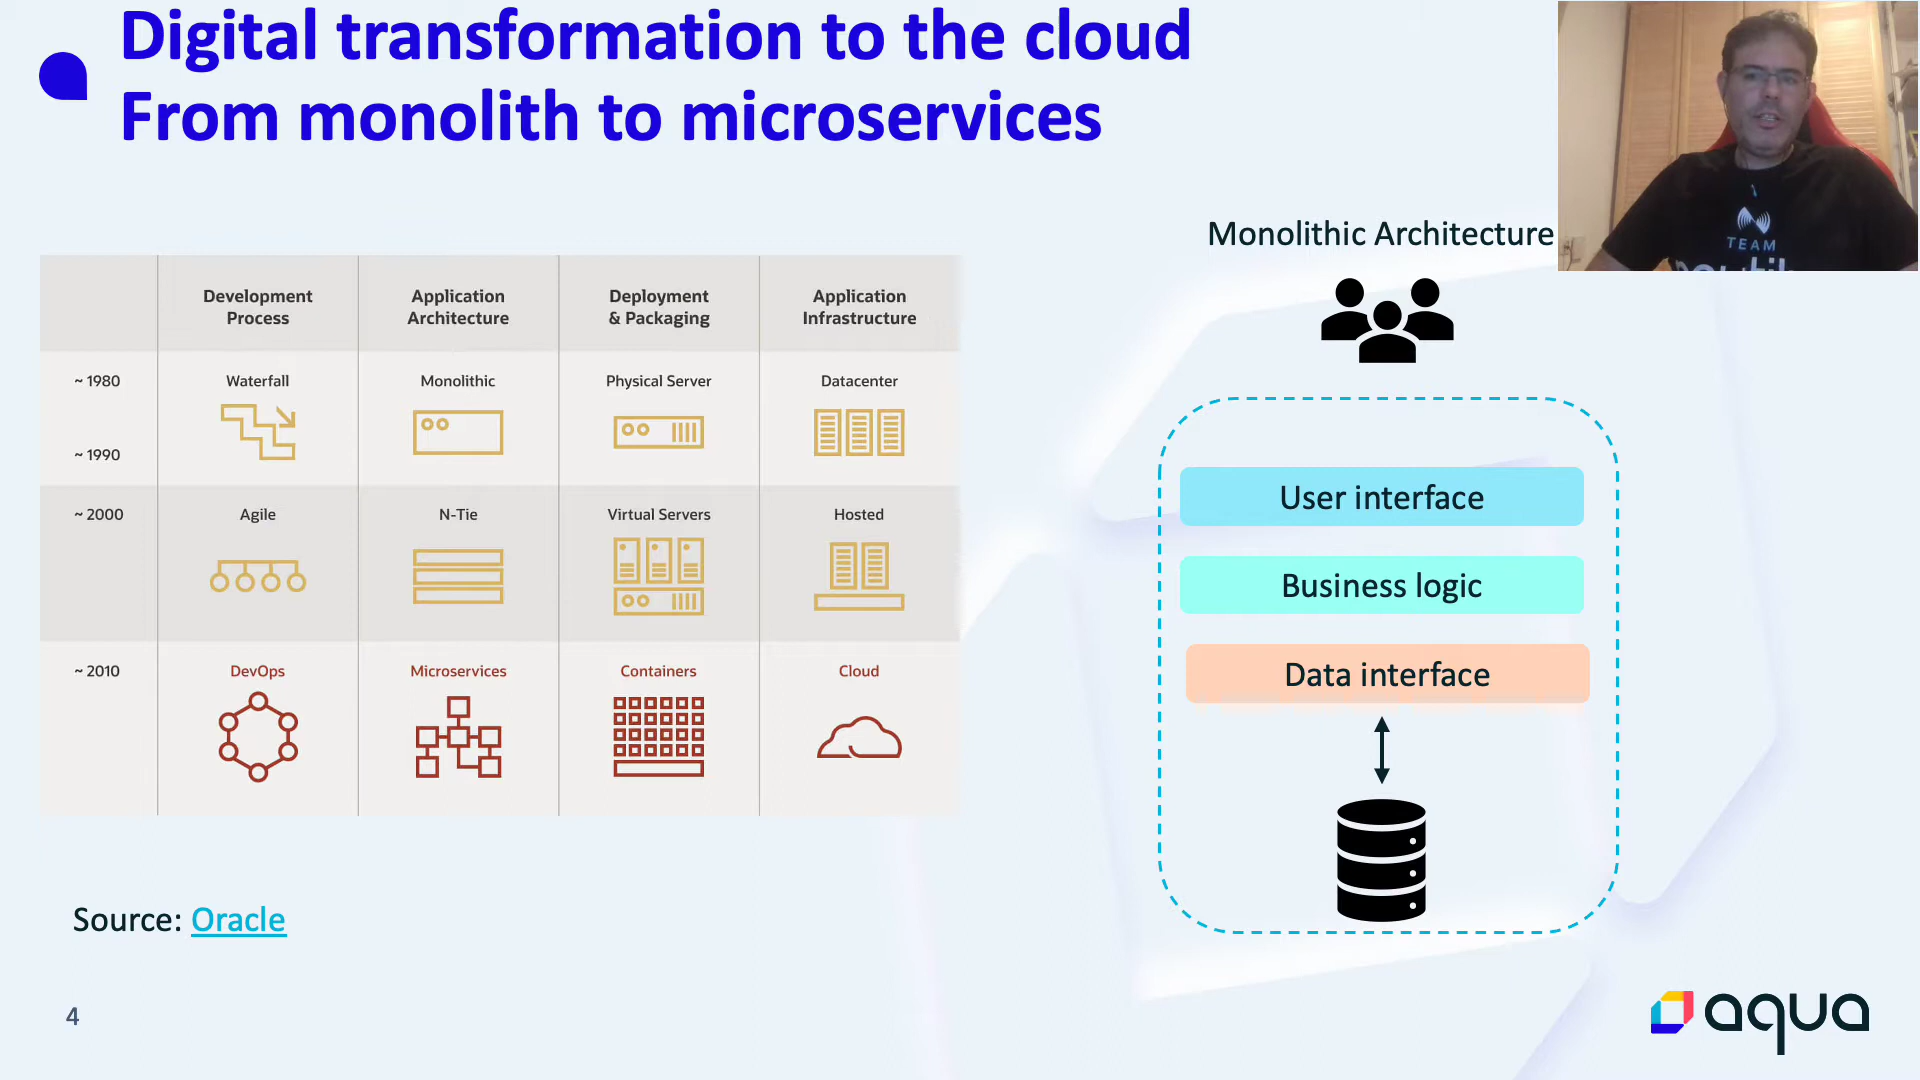 Digital transformation to the cloud
From monolith to microservices
TEAM
Monolithic Architecture
Development Process
Application Architecture
Deployment & Packaging
Application Infrastructure
~ 1980
Waterfall
Monolithic
Physical Server
Datacenter
~ 1990
~ 2000
Agile
N-Tie
Virtual Servers
Hosted
~ 2010
DevOps
Microservices
Containers
Cloud
User interface
Business logic
Data interface
Source: Oracle
4
aqua